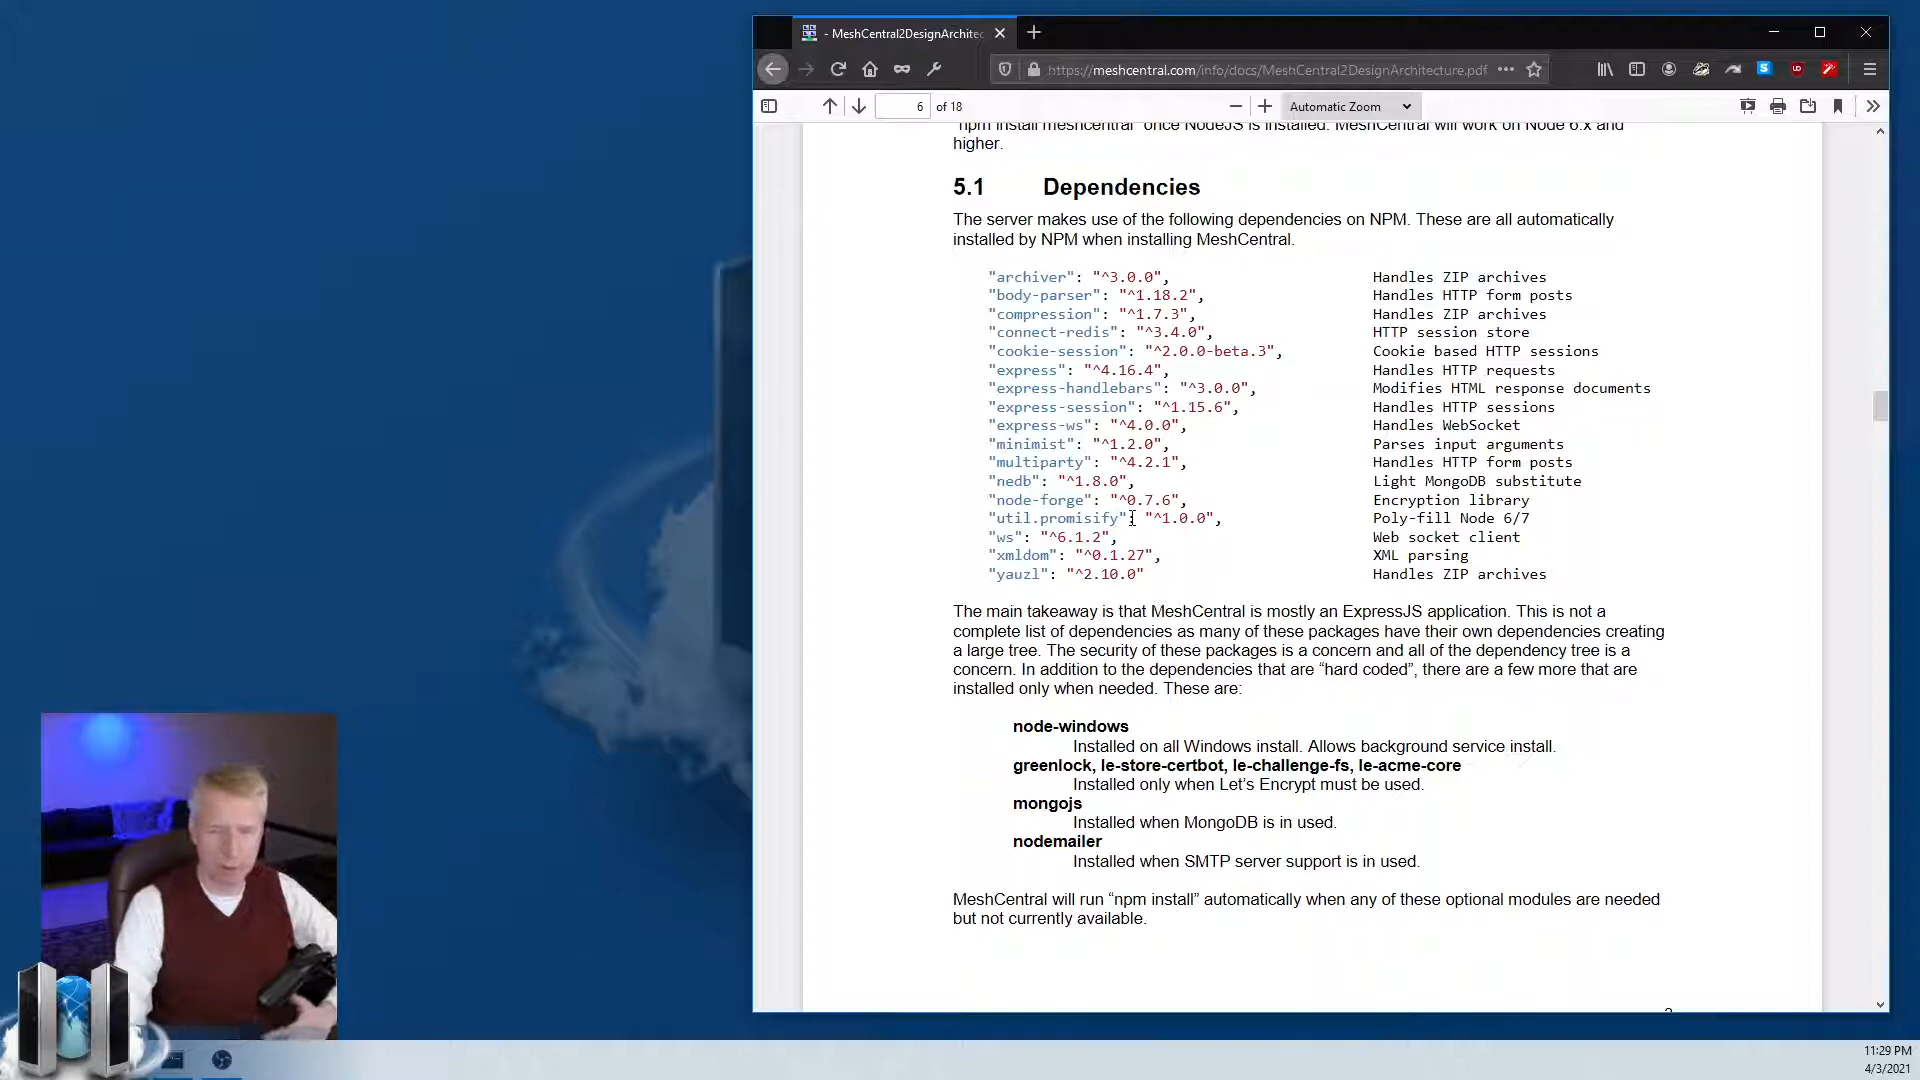 - MeshCentral2DesignArchitec
https://meshcentral.com/info/docs/MeshCentral2DesignArchitecture.pdf
6 of 18
Automatic Zoom
"npm install meshcentral" once NodeJS is installed. MeshCentral will work on Node 6.x and
higher.
5.1 Dependencies
The server makes use of the following dependencies on NPM. These are all automatically
installed by NPM when installing MeshCentral.
"archiver": "^3.0.0", Handles ZIP archives
"body-parser": "^1.18.2", Handles HTTP form posts
"compression": "^1.7.3", Handles ZIP archives
"connect-redis": "^3.4.0", HTTP session store
"cookie-session": "^2.0.0-beta.3", Cookie based HTTP sessions
"express": "^4.16.4", Handles HTTP requests
"express-handlebars": "^3.0.0", Modifies HTML response documents
"express-session": "^1.15.6", Handles HTTP sessions
"express-ws": "^4.0.0", Handles WebSocket
"minimist": "^1.2.0", Parses input arguments
"multiparty": "^4.2.1", Handles HTTP form posts
"nedb": "^1.8.0", Light MongoDB substitute
"node-forge": "^0.7.6", Encryption library
"util.promisify": "^1.0.0", Poly-fill Node 6/7
"ws": "^6.1.2", Web socket client
"xmldom": "^0.1.27", XML parsing
"yauzl": "^2.10.0" Handles ZIP archives
The main takeaway is that MeshCentral is mostly an ExpressJS application. This is not a
complete list of dependencies as many of these packages have their own dependencies creating
a large tree. The security of these packages is a concern and all of the dependency tree is a
concern. In addition to the dependencies that are “hard coded”, there are a few more that are
installed only when needed. These are:
node-windows
Installed on all Windows install. Allows background service install.
greenlock, le-store-certbot, le-challenge-fs, le-acme-core
Installed only when Let’s Encrypt must be used.
mongojs
Installed when MongoDB is in used.
nodemailer
Installed when SMTP server support is in used.
MeshCentral will run “npm install” automatically when any of these optional modules are needed
but not currently available.
11:29 PM
4/3/2021